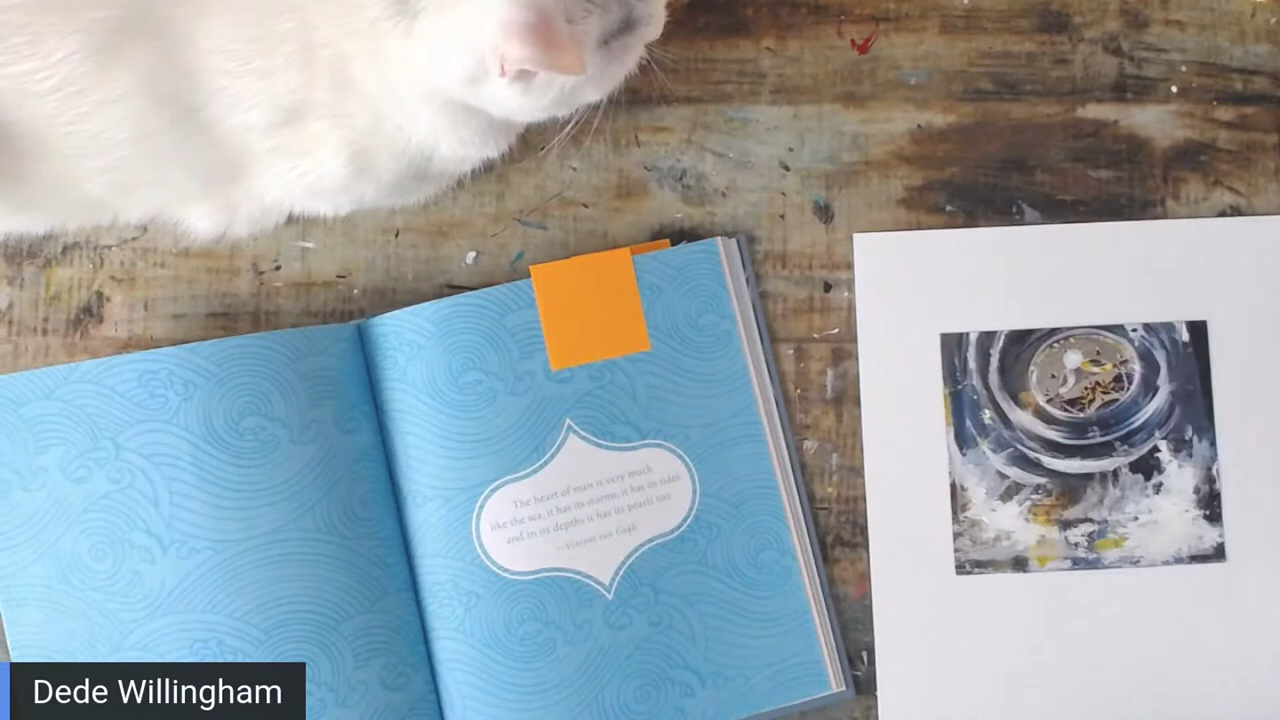 The heart of man is very much
like the sea, it has its storms, it has its tides
and in its depths it has its pearls too
—Vincent van Gogh
Dede Willingham